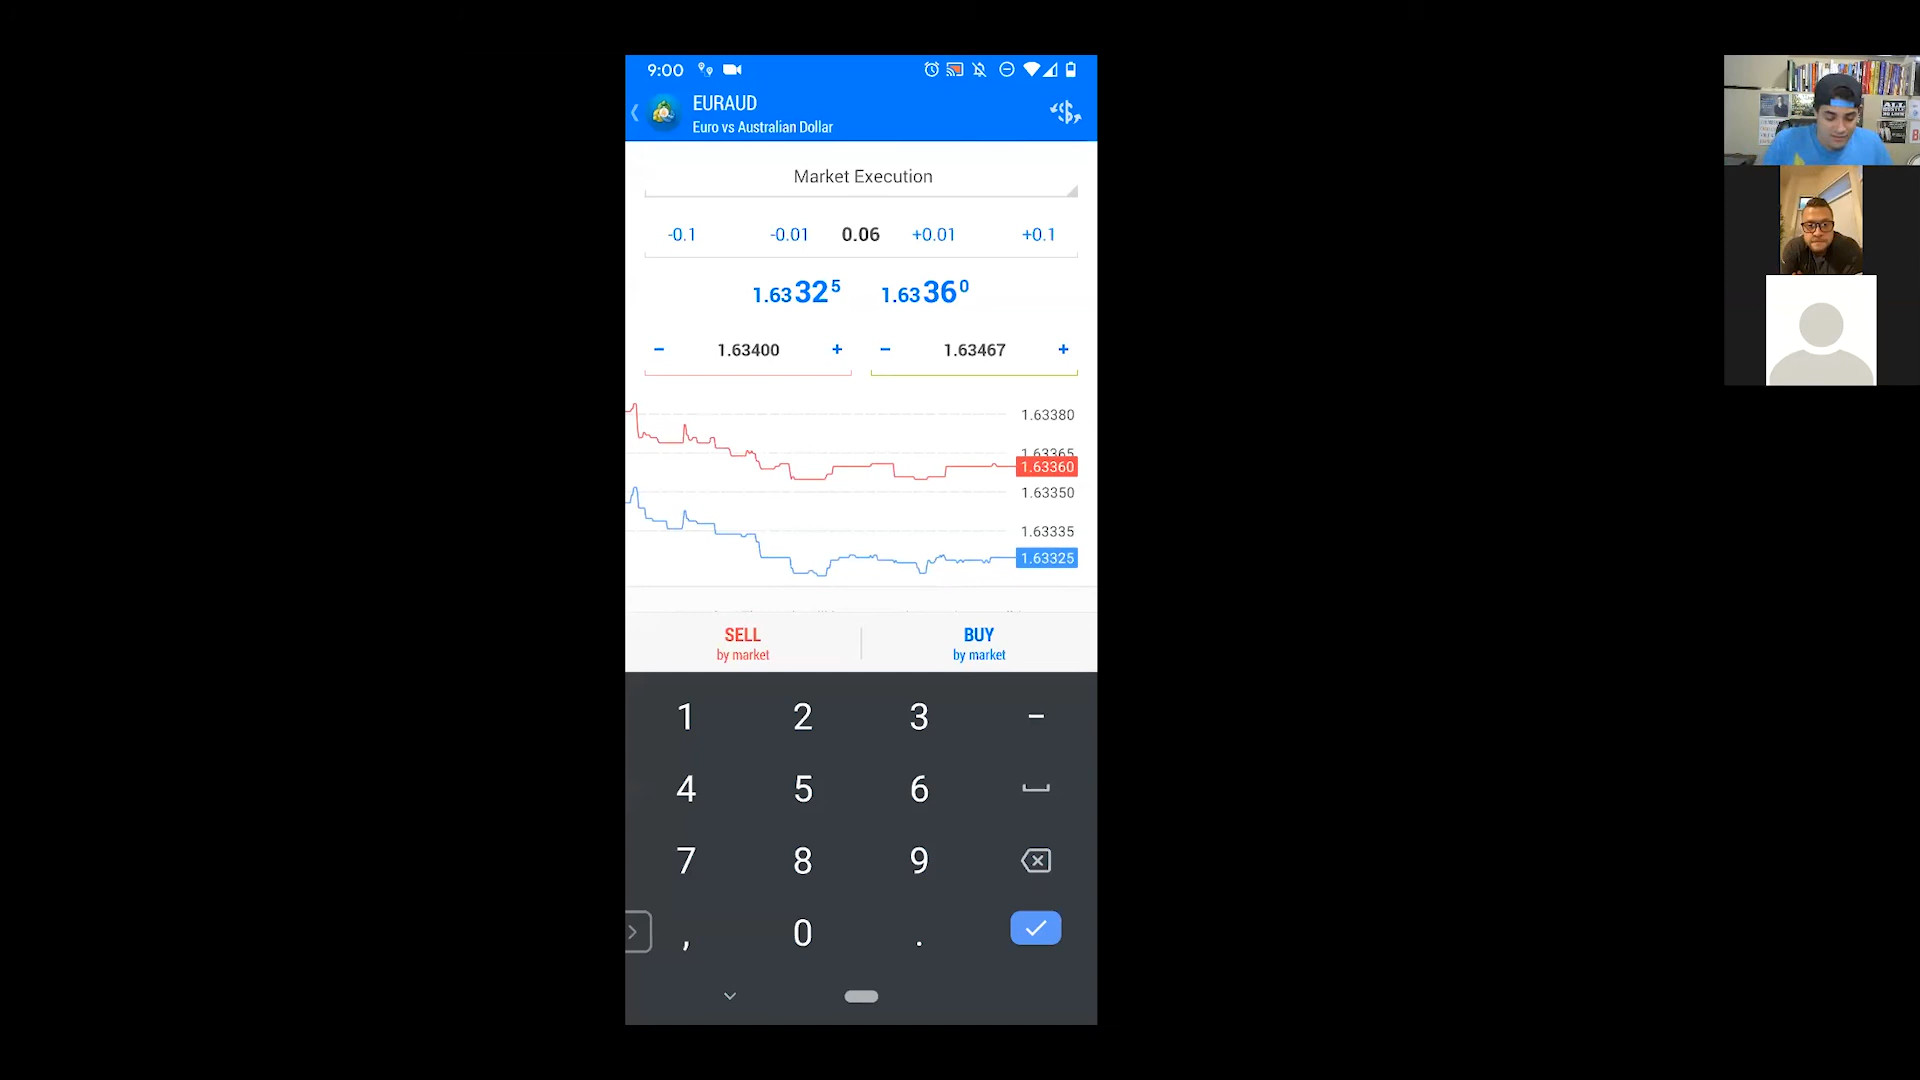 9:00
EURAUD
Euro vs Australian Dollar
Market Execution
-0.1 -0.01 0.06 +0.01 +0.1
1.63325 1.63360
- 1.63400 + - 1.63467 +
1.63380
1.63365
1.63360
1.63350
1.63335
1.63325
SELL BUY
by market by market
1 2 3 -
4 5 6
7 8 9
, 0 .